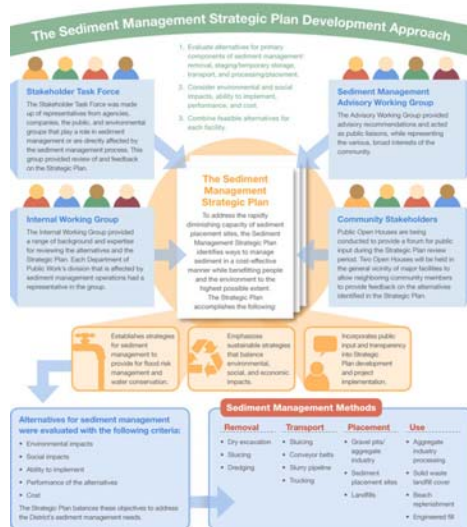 The Sediment Management Strategic Plan Development Approach
1. Evaluate alternatives for primary
components of sediment management:
removal, staging/temporary storage,
transport, and processing/placement.
2. Consider environmental and social
impacts, ability to implement,
performance, and cost.
3. Combine feasible alternatives for
each facility.
Stakeholder Task Force
The Stakeholder Task Force was made
up of representatives from agencies,
companies, the public, and environmental
groups that play a role in sediment
management or are directly affected by
the sediment management process. This
group provided review of and feedback
on the Strategic Plan.
Sediment Management
Advisory Working Group
The Advisory Working Group provided
advisory recommendations and acted
as public liaisons, while representing
the various, broad interests of the
community.
Internal Working Group
The Internal Working Group provided
a range of background and expertise
for reviewing the alternatives and the
Strategic Plan. Each Department of
Public Work's division that is affected by
sediment management operations had a
representative in the group.
The Sediment
Management
Strategic Plan
To address the rapidly
diminishing capacity of sediment
placement sites, the Sediment
Management Strategic Plan
identifies ways to manage
sediment in a cost-effective
manner while benefitting people
and the environment to the
highest possible extent.
The Strategic Plan
accomplishes the following:
Community Stakeholders
Public Open Houses are being
conducted to provide a forum for public
input during the Strategic Plan review
period. Two Open Houses will be held in
the general vicinity of major facilities to
allow neighboring community members
to provide feedback on the alternatives
identified in the Strategic Plan.
Establishes strategies
for sediment
management to
provide for flood risk
management and
water conservation.
Emphasizes
sustainable strategies
that balance
environmental,
social, and economic
impacts.
Incorporates public
input and transparency
into Strategic
Plan development
and project
implementation.
Alternatives for sediment management
were evaluated with the following criteria:
• Environmental impacts
• Social impacts
• Ability to implement
• Performance of the alternatives
• Cost
The Strategic Plan balances these objectives to address
the District's sediment management needs.
Sediment Management Methods
Removal
• Dry excavation
• Sluicing
• Dredging
Transport
• Sluicing
• Conveyor belts
• Slurry pipeline
• Trucking
Placement
• Gravel pits/
aggregate
industry
• Sediment
placement sites
• Landfills
Use
• Aggregate
industry
processing
• Solid waste
landfill cover
• Beach
replenishment
• Engineered fill